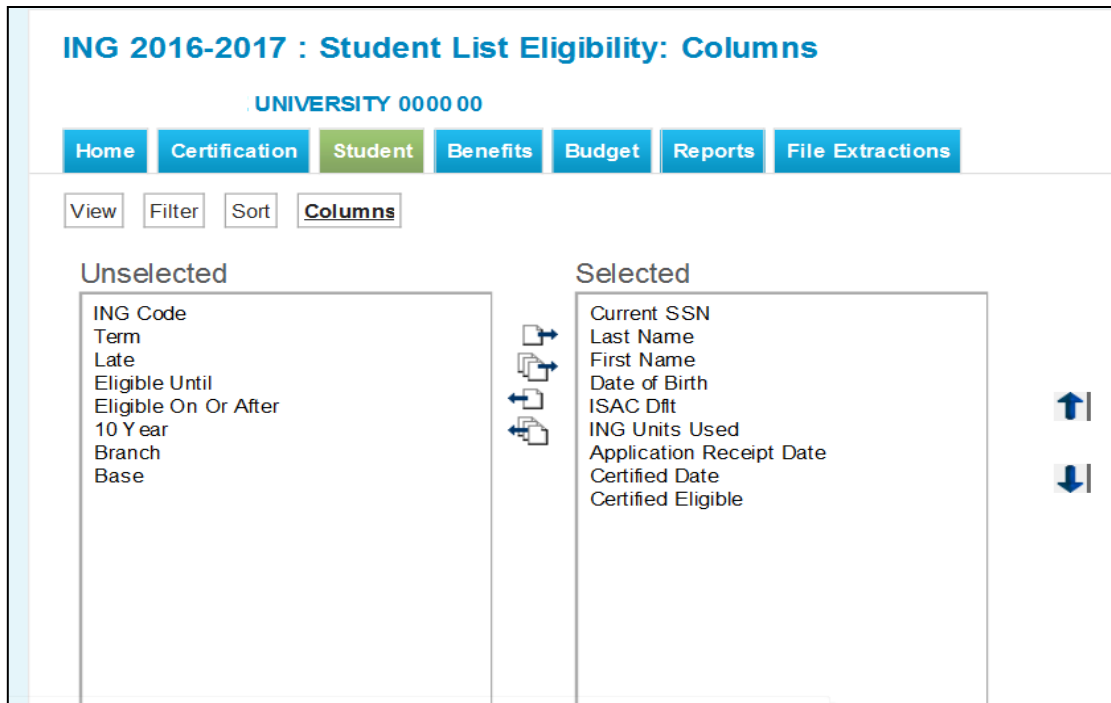 ING 2016-2017 : Student List Eligibility: Columns
UNIVERSITY 000000
Home Certification Student Benefits Budget Reports File Extractions
View Filter Sort Columns
Unselected
ING Code
Term
Late
Eligible Until
Eligible On Or After
10 Year
Branch
Base
Selected
Current SSN
Last Name
First Name
Date of Birth
ISAC Dflt
ING Units Used
Application Receipt Date
Certified Date
Certified Eligible